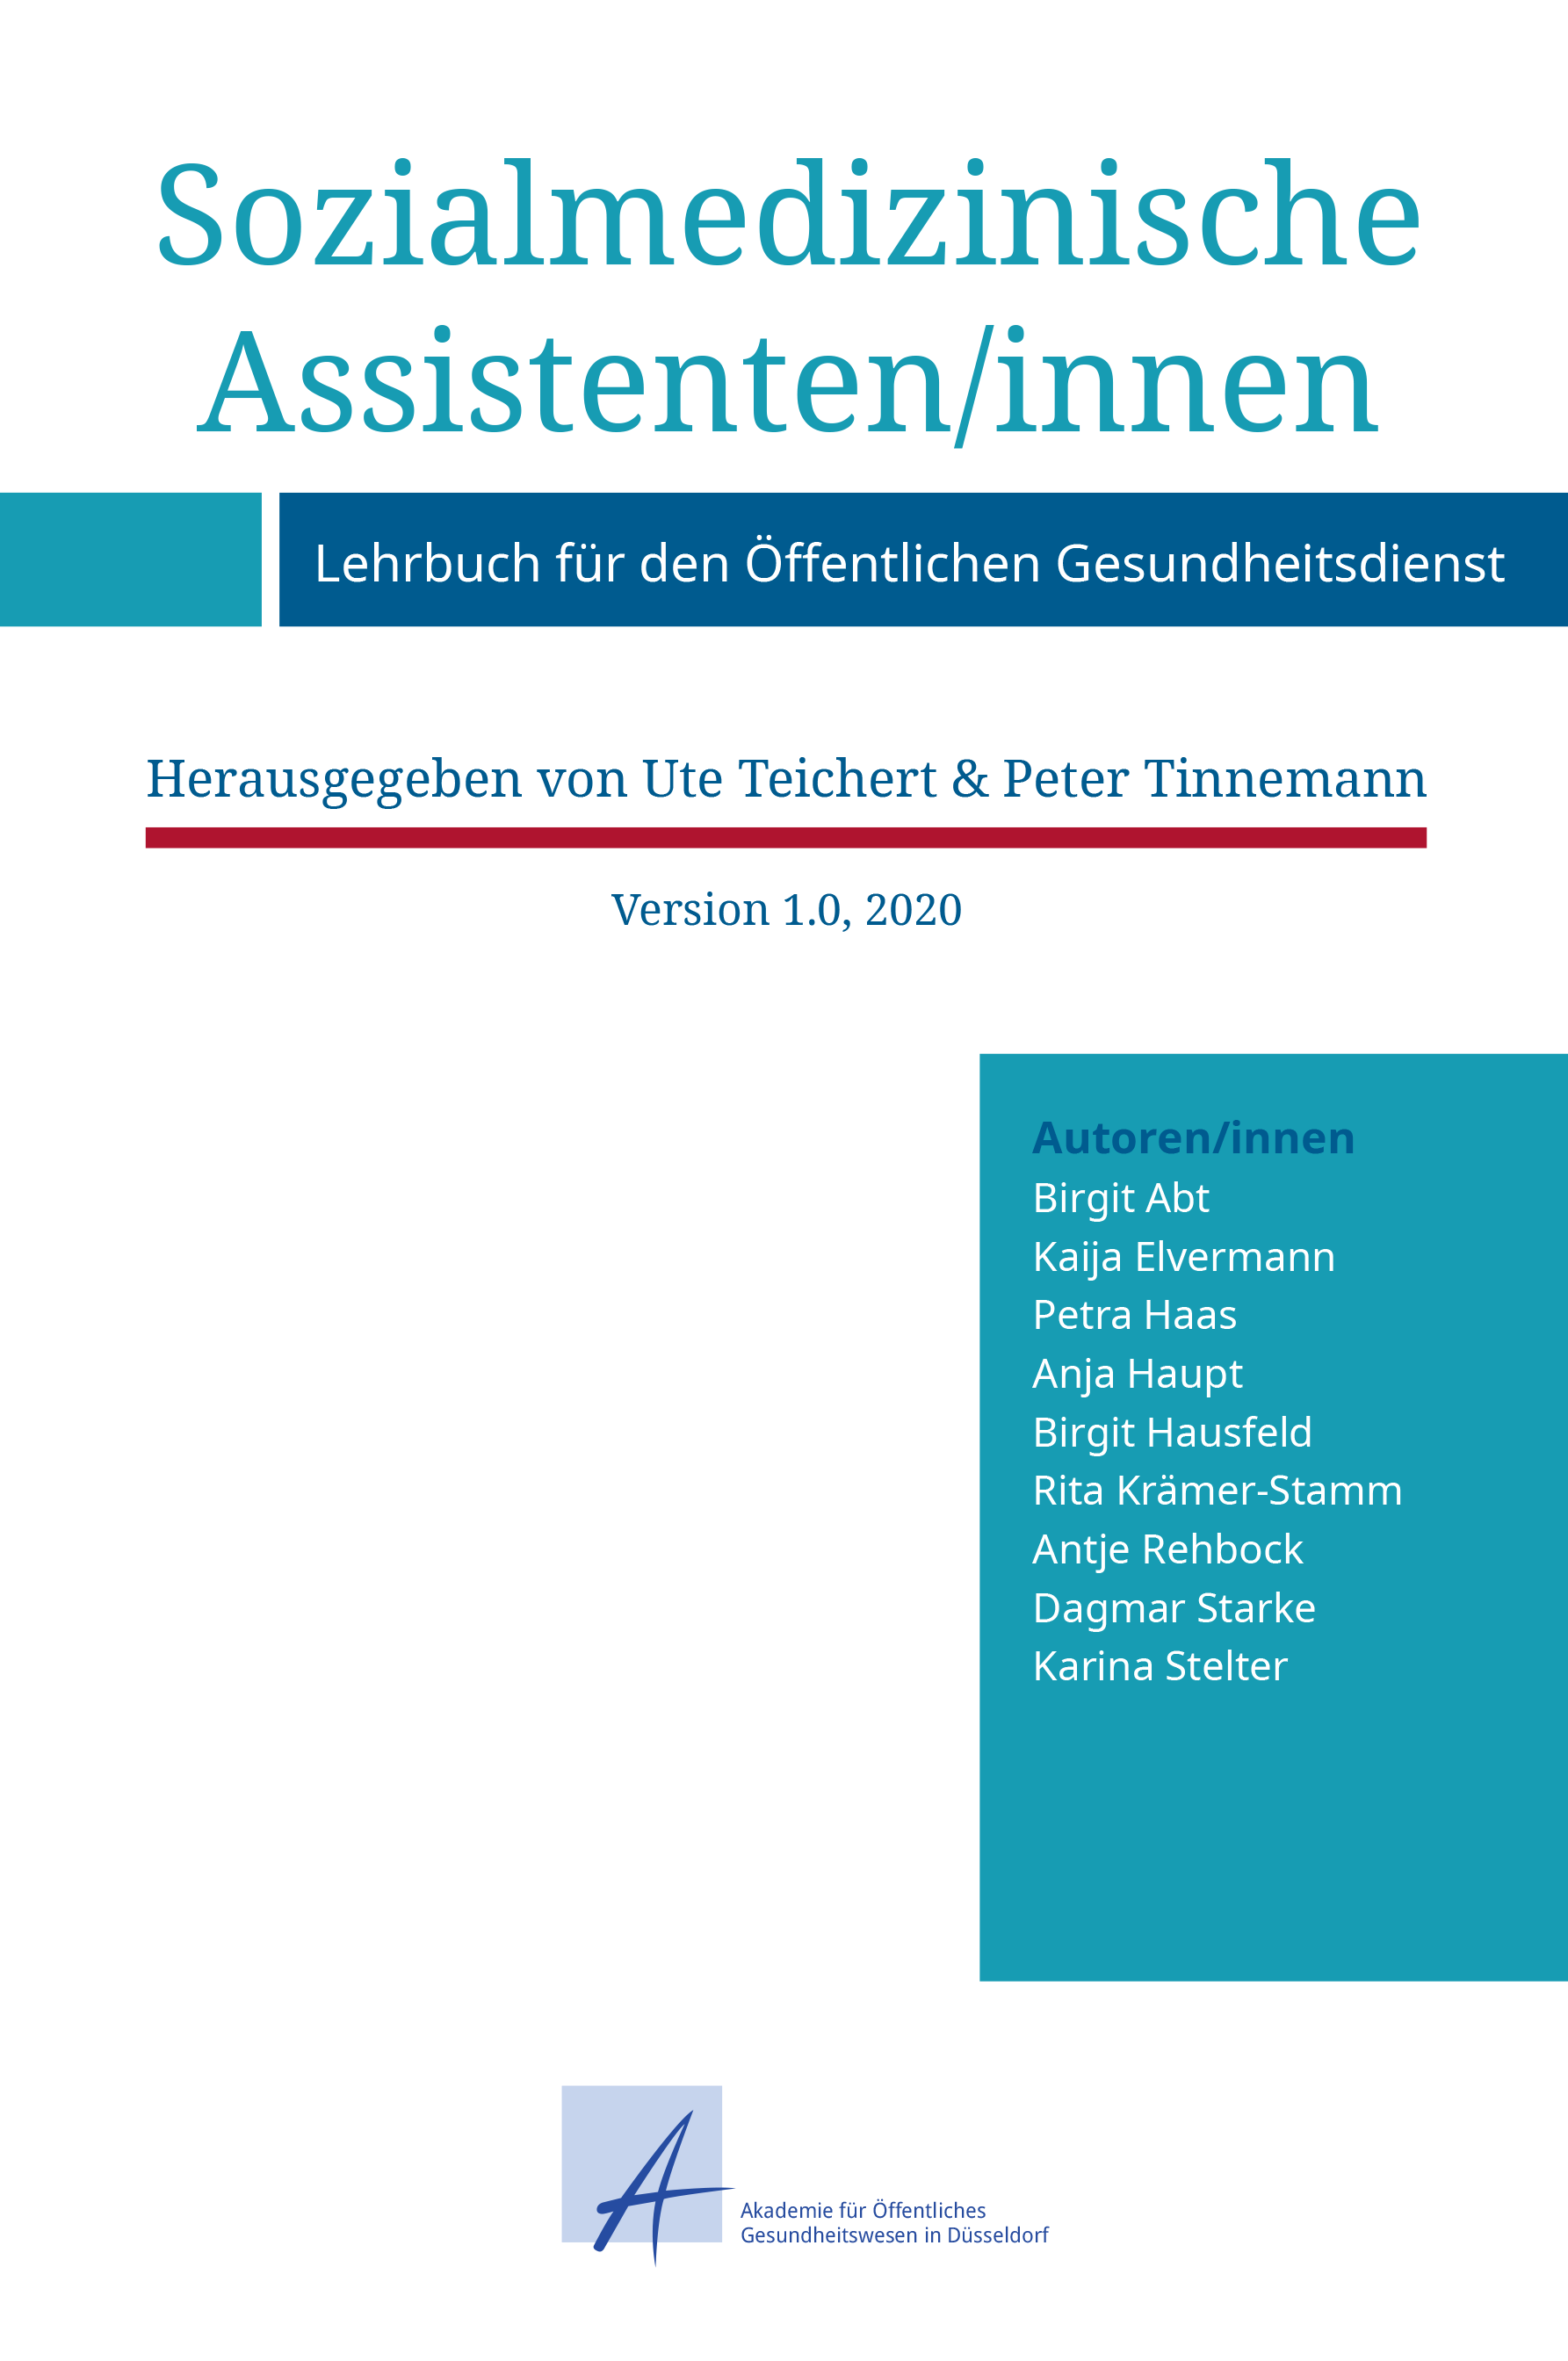 Sozialmedizinische
Assistenten/innen
Lehrbuch für den Öffentlichen Gesundheitsdienst
Herausgegeben von Ute Teichert & Peter Tinnemann
Version 1.0, 2020
Autoren/innen
Birgit Abt
Kaija Elvermann
Petra Haas
Anja Haupt
Birgit Hausfeld
Rita Krämer-Stamm
Antje Rehbock
Dagmar Starke
Karina Stelter
A
Akademie für Öffentliches
Gesundheitswesen in Düsseldorf